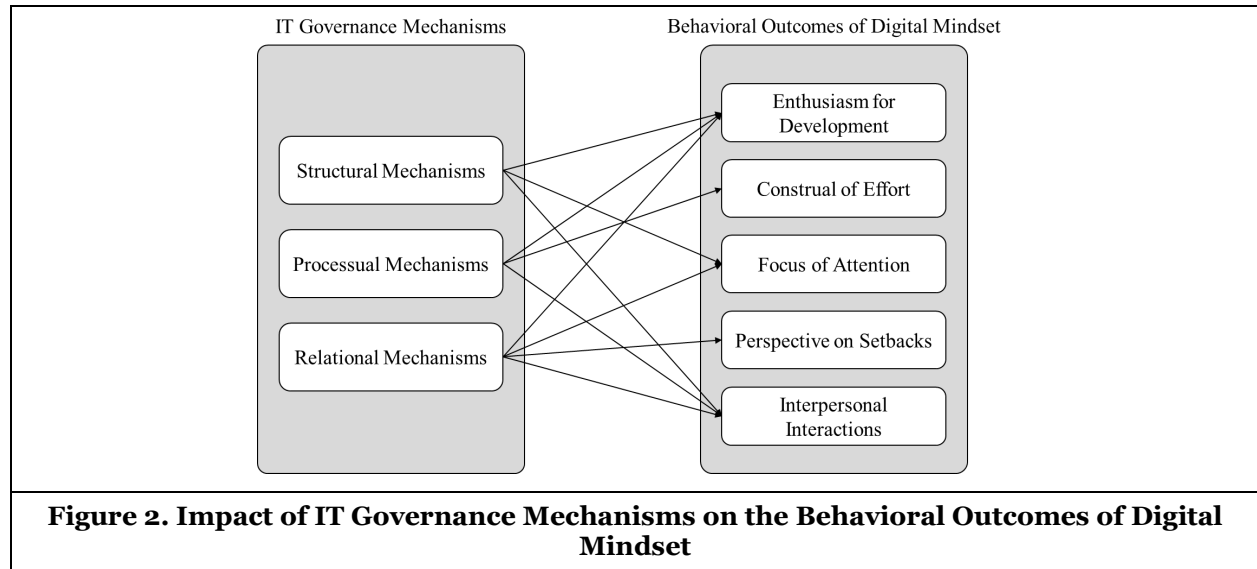 IT Governance Mechanisms
Behavioral Outcomes of Digital Mindset
Structural Mechanisms
Processual Mechanisms
Relational Mechanisms
Enthusiasm for
Development
Construal of Effort
Focus of Attention
Perspective on Setbacks
Interpersonal
Interactions
Figure 2. Impact of IT Governance Mechanisms on the Behavioral Outcomes of Digital
Mindset